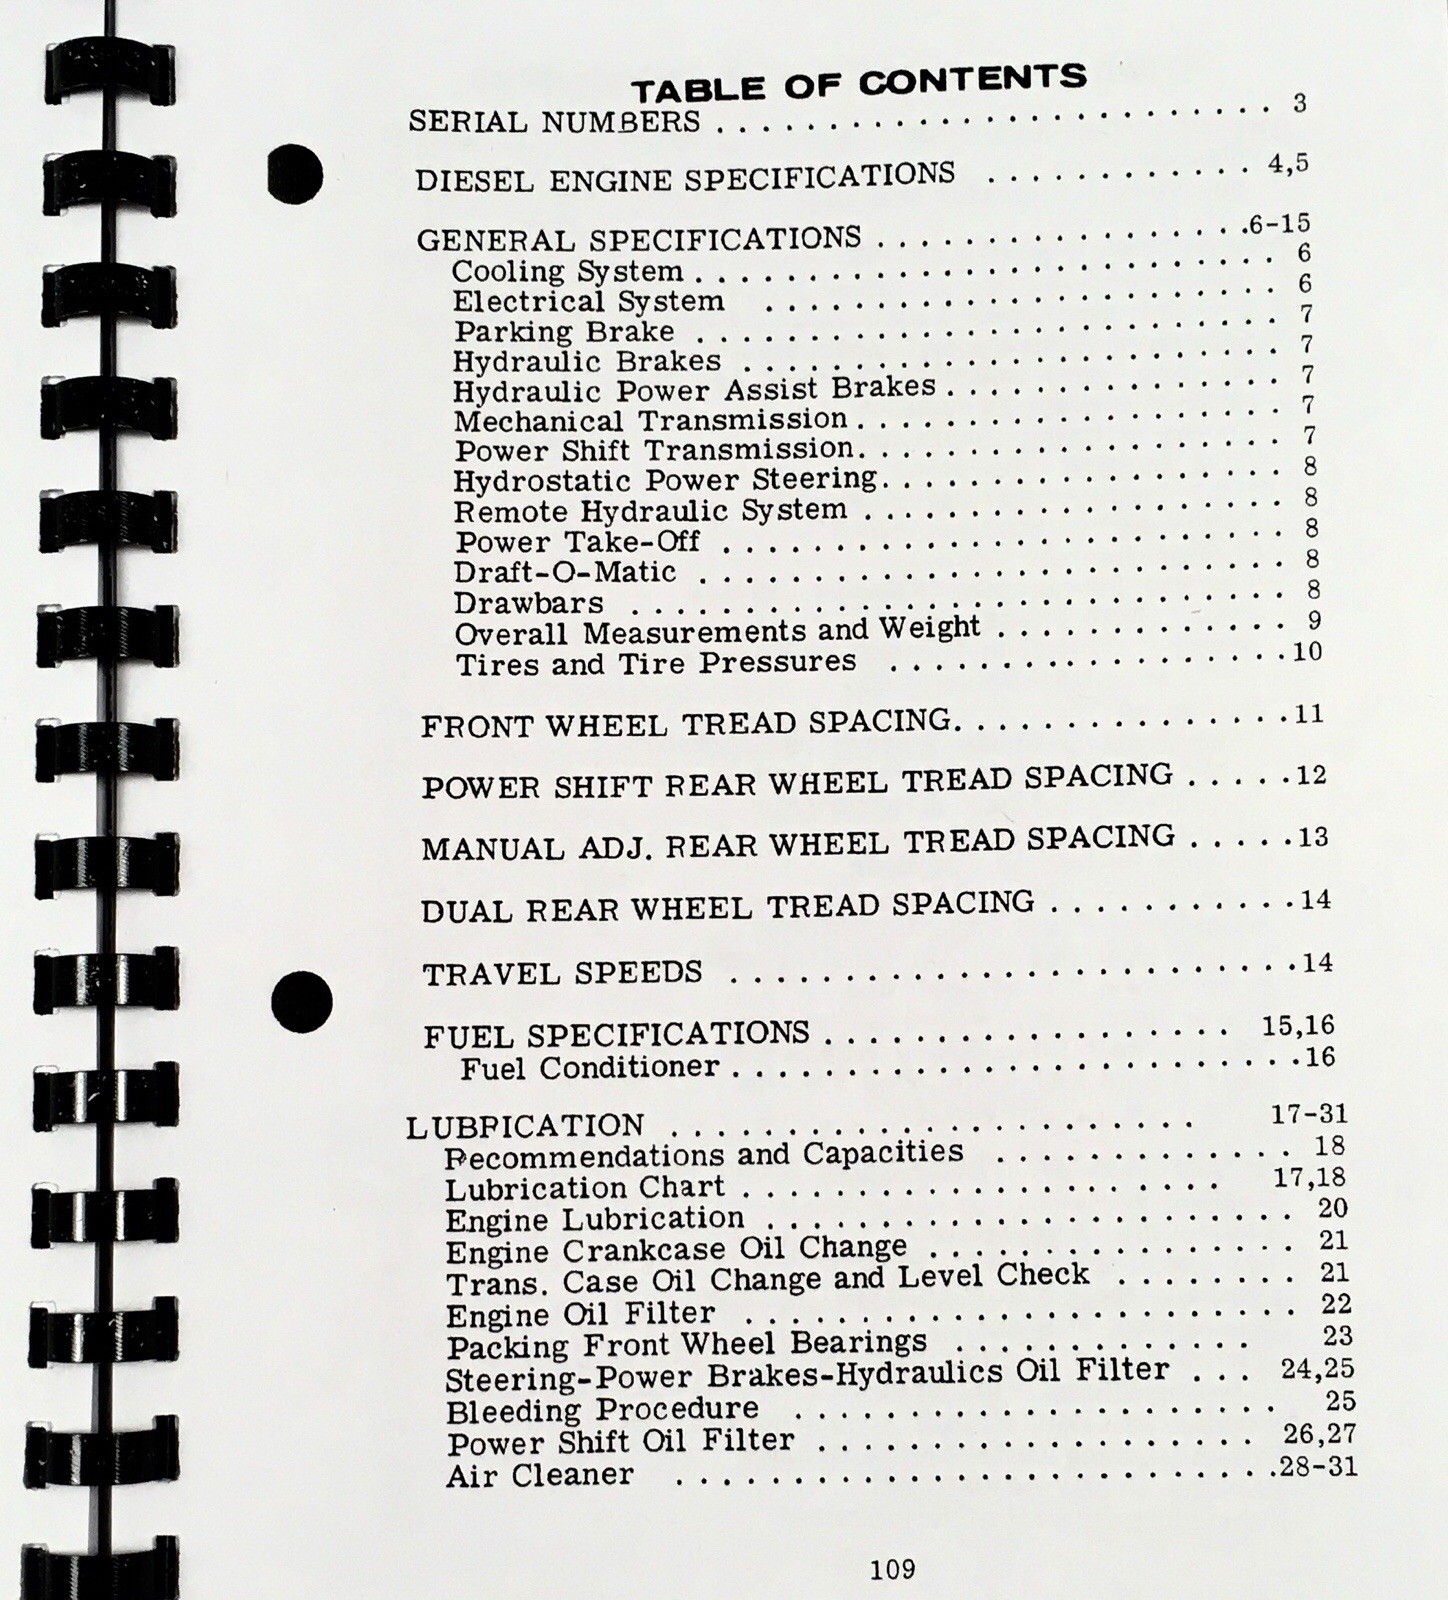 TABLE OF CONTENTS
SERIAL NUMBERS . . . . . . . . . . . . . . . . . . . . . . . . 3
DIESEL ENGINE SPECIFICATIONS . . . . . . . . . . . . 4,5
GENERAL SPECIFICATIONS . . . . . . . . . . . . . . . . .6-15
Cooling System . . . . . . . . . . . . . . . . . . . . . . . . . 6
Electrical System . . . . . . . . . . . . . . . . . . . . . . 6
Parking Brake . . . . . . . . . . . . . . . . . . . . . . . . . 7
Hydraulic Brakes . . . . . . . . . . . . . . . . . . . . . . . 7
Hydraulic Power Assist Brakes . . . . . . . . . . . . . . 7
Mechanical Transmission . . . . . . . . . . . . . . . . . . 7
Power Shift Transmission. . . . . . . . . . . . . . . . . . 7
Hydrostatic Power Steering. . . . . . . . . . . . . . . . . 8
Remote Hydraulic System . . . . . . . . . . . . . . . . . . 8
Power Take-Off . . . . . . . . . . . . . . . . . . . . . . . . 8
Draft-O-Matic . . . . . . . . . . . . . . . . . . . . . . . . . 8
Drawbars . . . . . . . . . . . . . . . . . . . . . . . . . . . . 8
Overall Measurements and Weight . . . . . . . . . . . . 9
Tires and Tire Pressures . . . . . . . . . . . . . . . . . .10
FRONT WHEEL TREAD SPACING. . . . . . . . . . . . . . .11
POWER SHIFT REAR WHEEL TREAD SPACING . . . . .12
MANUAL ADJ. REAR WHEEL TREAD SPACING . . . . .13
DUAL REAR WHEEL TREAD SPACING . . . . . . . . . . .14
TRAVEL SPEEDS . . . . . . . . . . . . . . . . . . . . . . . . .14
FUEL SPECIFICATIONS . . . . . . . . . . . . . . . . . . 15,16
Fuel Conditioner . . . . . . . . . . . . . . . . . . . . . . . . .16
LUBPICATION . . . . . . . . . . . . . . . . . . . . . 17-31
Pecommendations and Capacities . . . . . . . . . . . . . 18
Lubrication Chart . . . . . . . . . . . . . . . . . . . . . 17,18
Engine Lubrication . . . . . . . . . . . . . . . . . . . . . . . 20
Engine Crankcase Oil Change . . . . . . . . . . . . . . . . 21
Trans. Case Oil Change and Level Check . . . . . . . . 21
Engine Oil Filter . . . . . . . . . . . . . . . . . . . . . . . . 22
Packing Front Wheel Bearings . . . . . . . . . . . . . 23
Steering-Power Brakes-Hydraulics Oil Filter . . . 24,25
Bleeding Procedure . . . . . . . . . . . . . . . . . . . . . 25
Power Shift Oil Filter . . . . . . . . . . . . . . . . . . 26,27
Air Cleaner . . . . . . . . . . . . . . . . . . . . . . . . .28-31
109